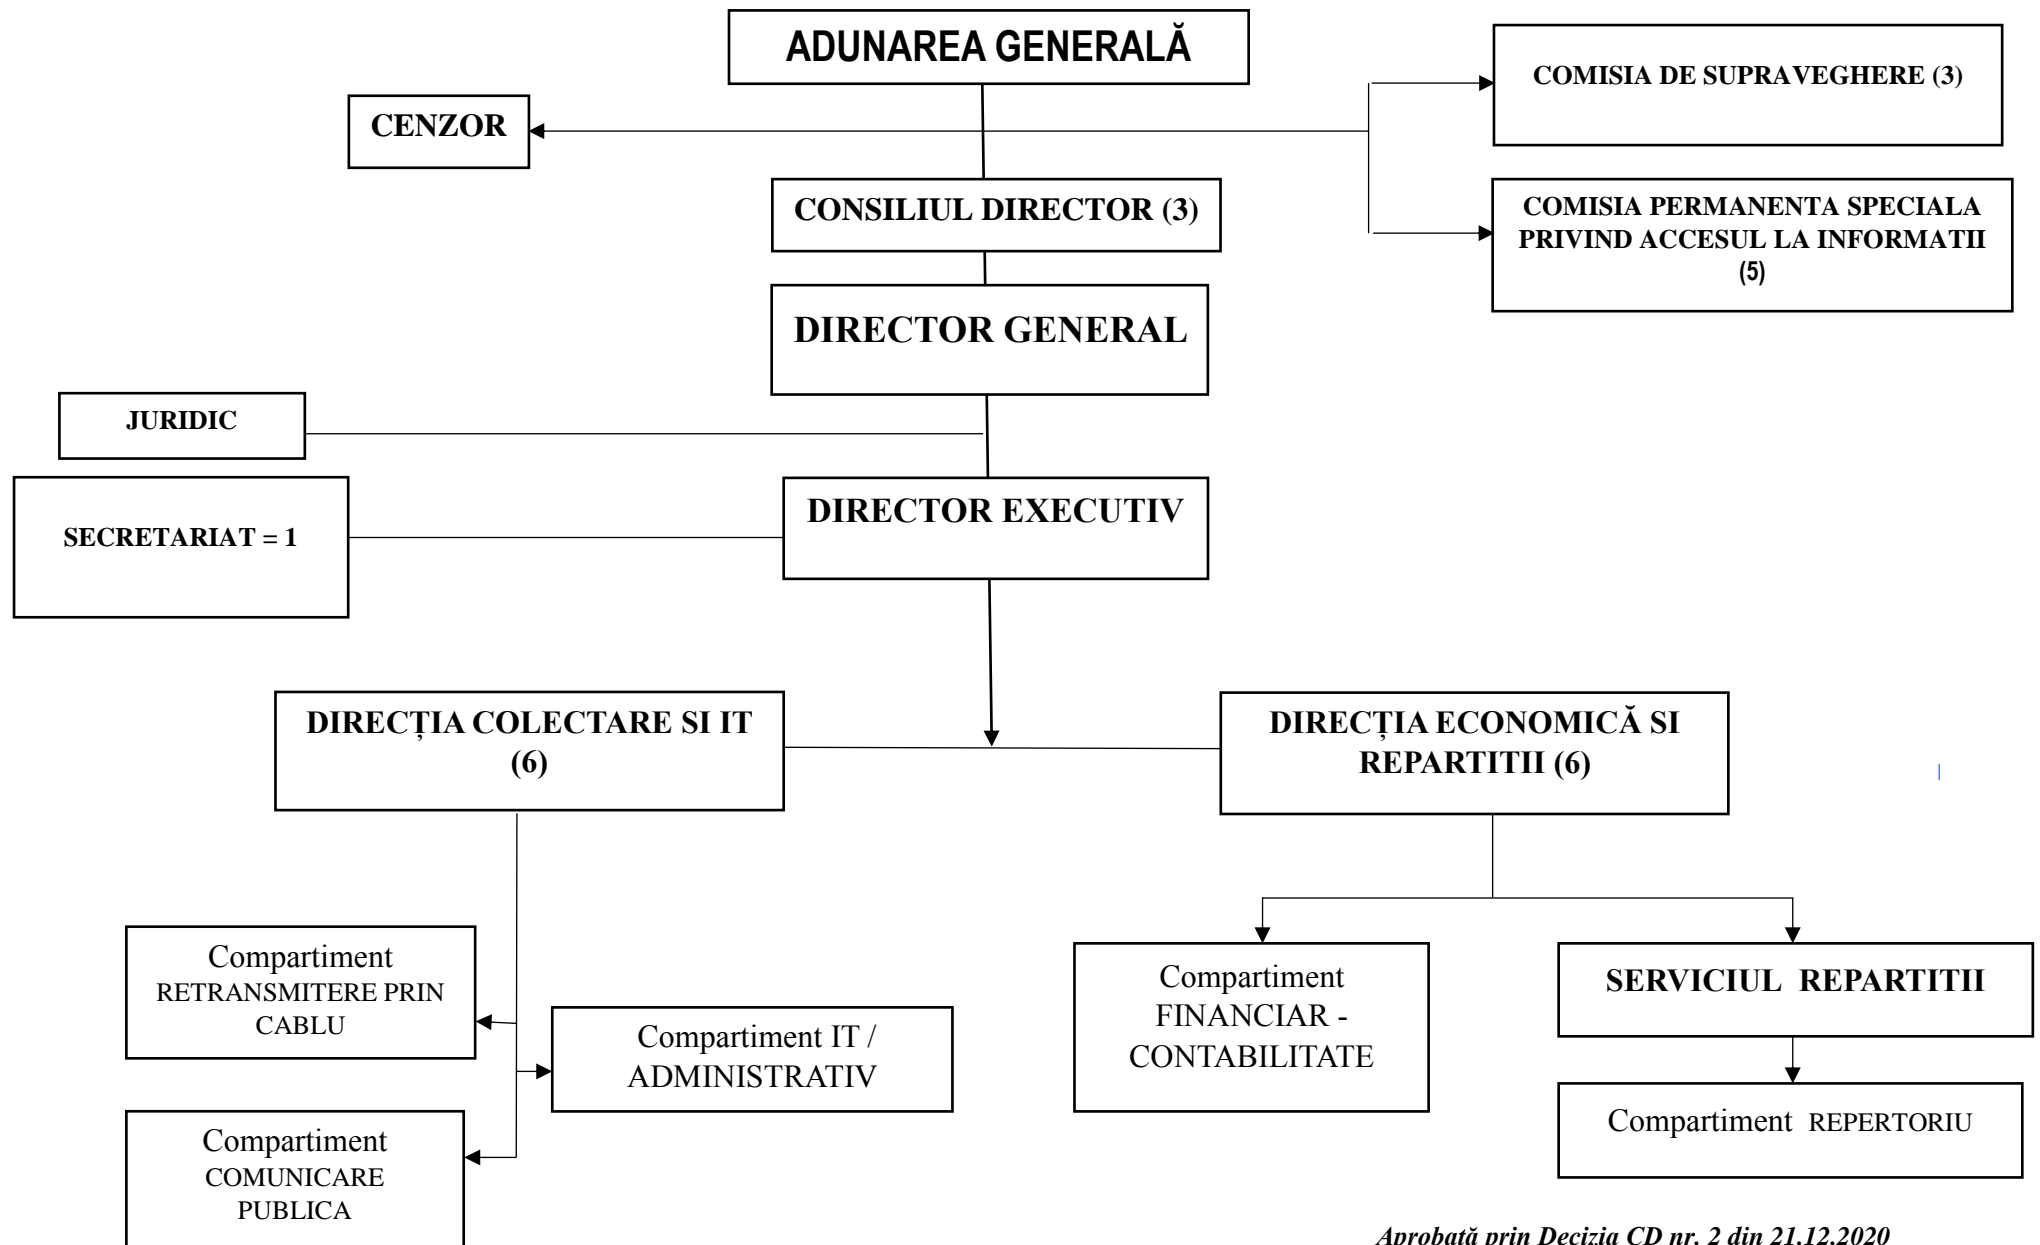 ADUNAREA GENERALĂ
COMISIA DE SUPRAVEGHERE (3)
CENZOR
CONSILIUL DIRECTOR (3)
COMISIA PERMANENTA SPECIALA
PRIVIND ACCESUL LA INFORMATII
(5)
DIRECTOR GENERAL
JURIDIC
DIRECTOR EXECUTIV
SECRETARIAT = 1
DIRECȚIA COLECTARE SI IT
(6)
DIRECȚIA ECONOMICĂ SI
REPARTITII (6)
Compartiment
RETRANSMITERE PRIN
CABLU
Compartiment IT /
ADMINISTRATIV
Compartiment
COMUNICARE
PUBLICA
Compartiment
FINANCIAR -
CONTABILITATE
SERVICIUL REPARTITII
Compartiment REPERTORIU
Aprobată prin Decizia CD nr. 2 din 21.12.2020